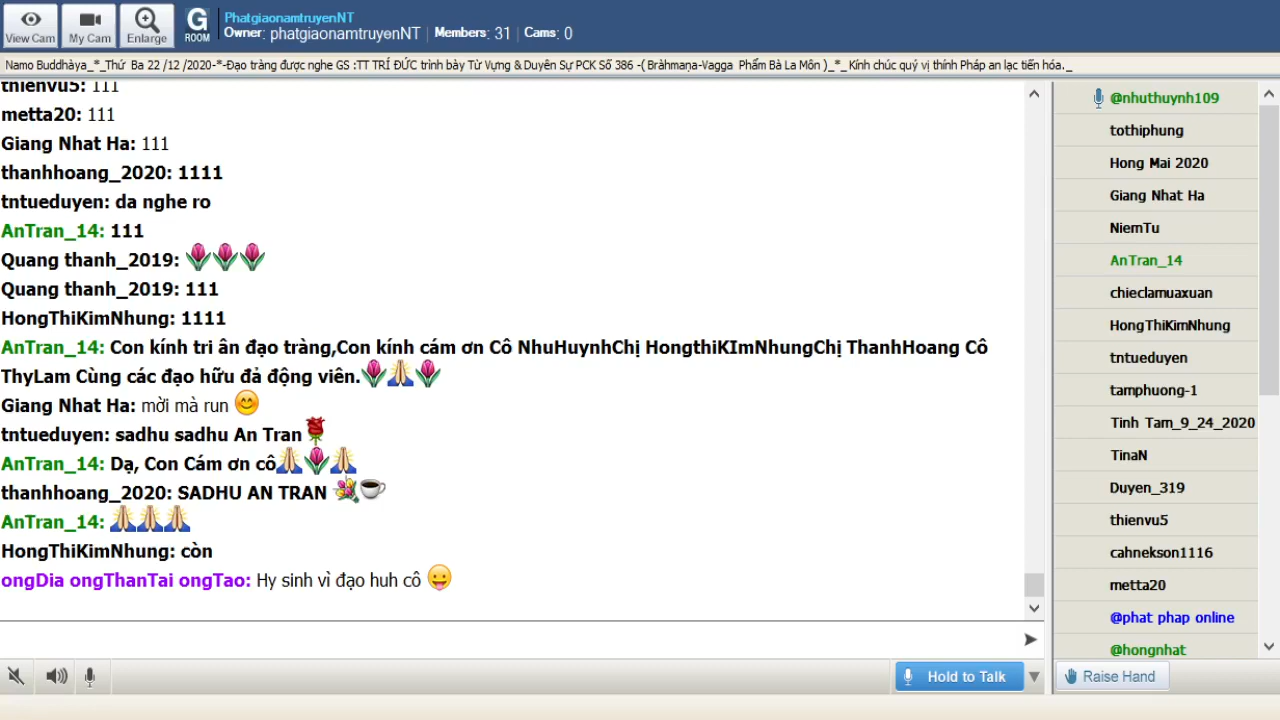 View Cam
My Cam
Enlarge
G
ROOM
PhatgiaonamtruyenNT
Owner: phatgiaonamtruyenNT | Members: 31 | Cams: 0
Namo Buddhàya_*_Thứ Ba 22 /12 /2020-*-Đạo tràng được nghe GS :TT TRÍ ĐỨC trình bày Từ Vựng & Duyên Sự PCK Số 386 -( Bràhmaṇa-Vagga Phẩm Bà La Môn )_*_ Kính chúc quý vị thính Pháp an lạc tiến hóa._
thienvu5: 111
metta20: 111
Giang Nhat Ha: 111
thanhhoang_2020: 1111
tntueduyen: da nghe ro
AnTran_14: 111
Quang thanh_2019:
Quang thanh_2019: 111
HongThiKimNhung: 1111
AnTran_14: Con kính tri ân đạo tràng,Con kính cám ơn Cô NhuHuynhChị HongthiKImNhungChị ThanhHoang Cô
ThyLam Cùng các đạo hữu đả động viên.
Giang Nhat Ha: mời mà run
tntueduyen: sadhu sadhu An Tran
AnTran_14: Dạ, Con Cám ơn cô
thanhhoang_2020: SADHU AN TRAN
AnTran_14:
HongThiKimNhung: còn
ongDia ongThanTai ongTao: Hy sinh vì đạo huh cô
Hold to Talk
@nhuthuynh109
tothiphung
Hong Mai 2020
Giang Nhat Ha
NiemTu
AnTran_14
chieclamuaxuan
HongThiKimNhung
tntueduyen
tamphuong-1
Tinh Tam_9_24_2020
TinaN
Duyen_319
thienvu5
cahnekson1116
metta20
@phat phap online
@hongnhat
Raise Hand